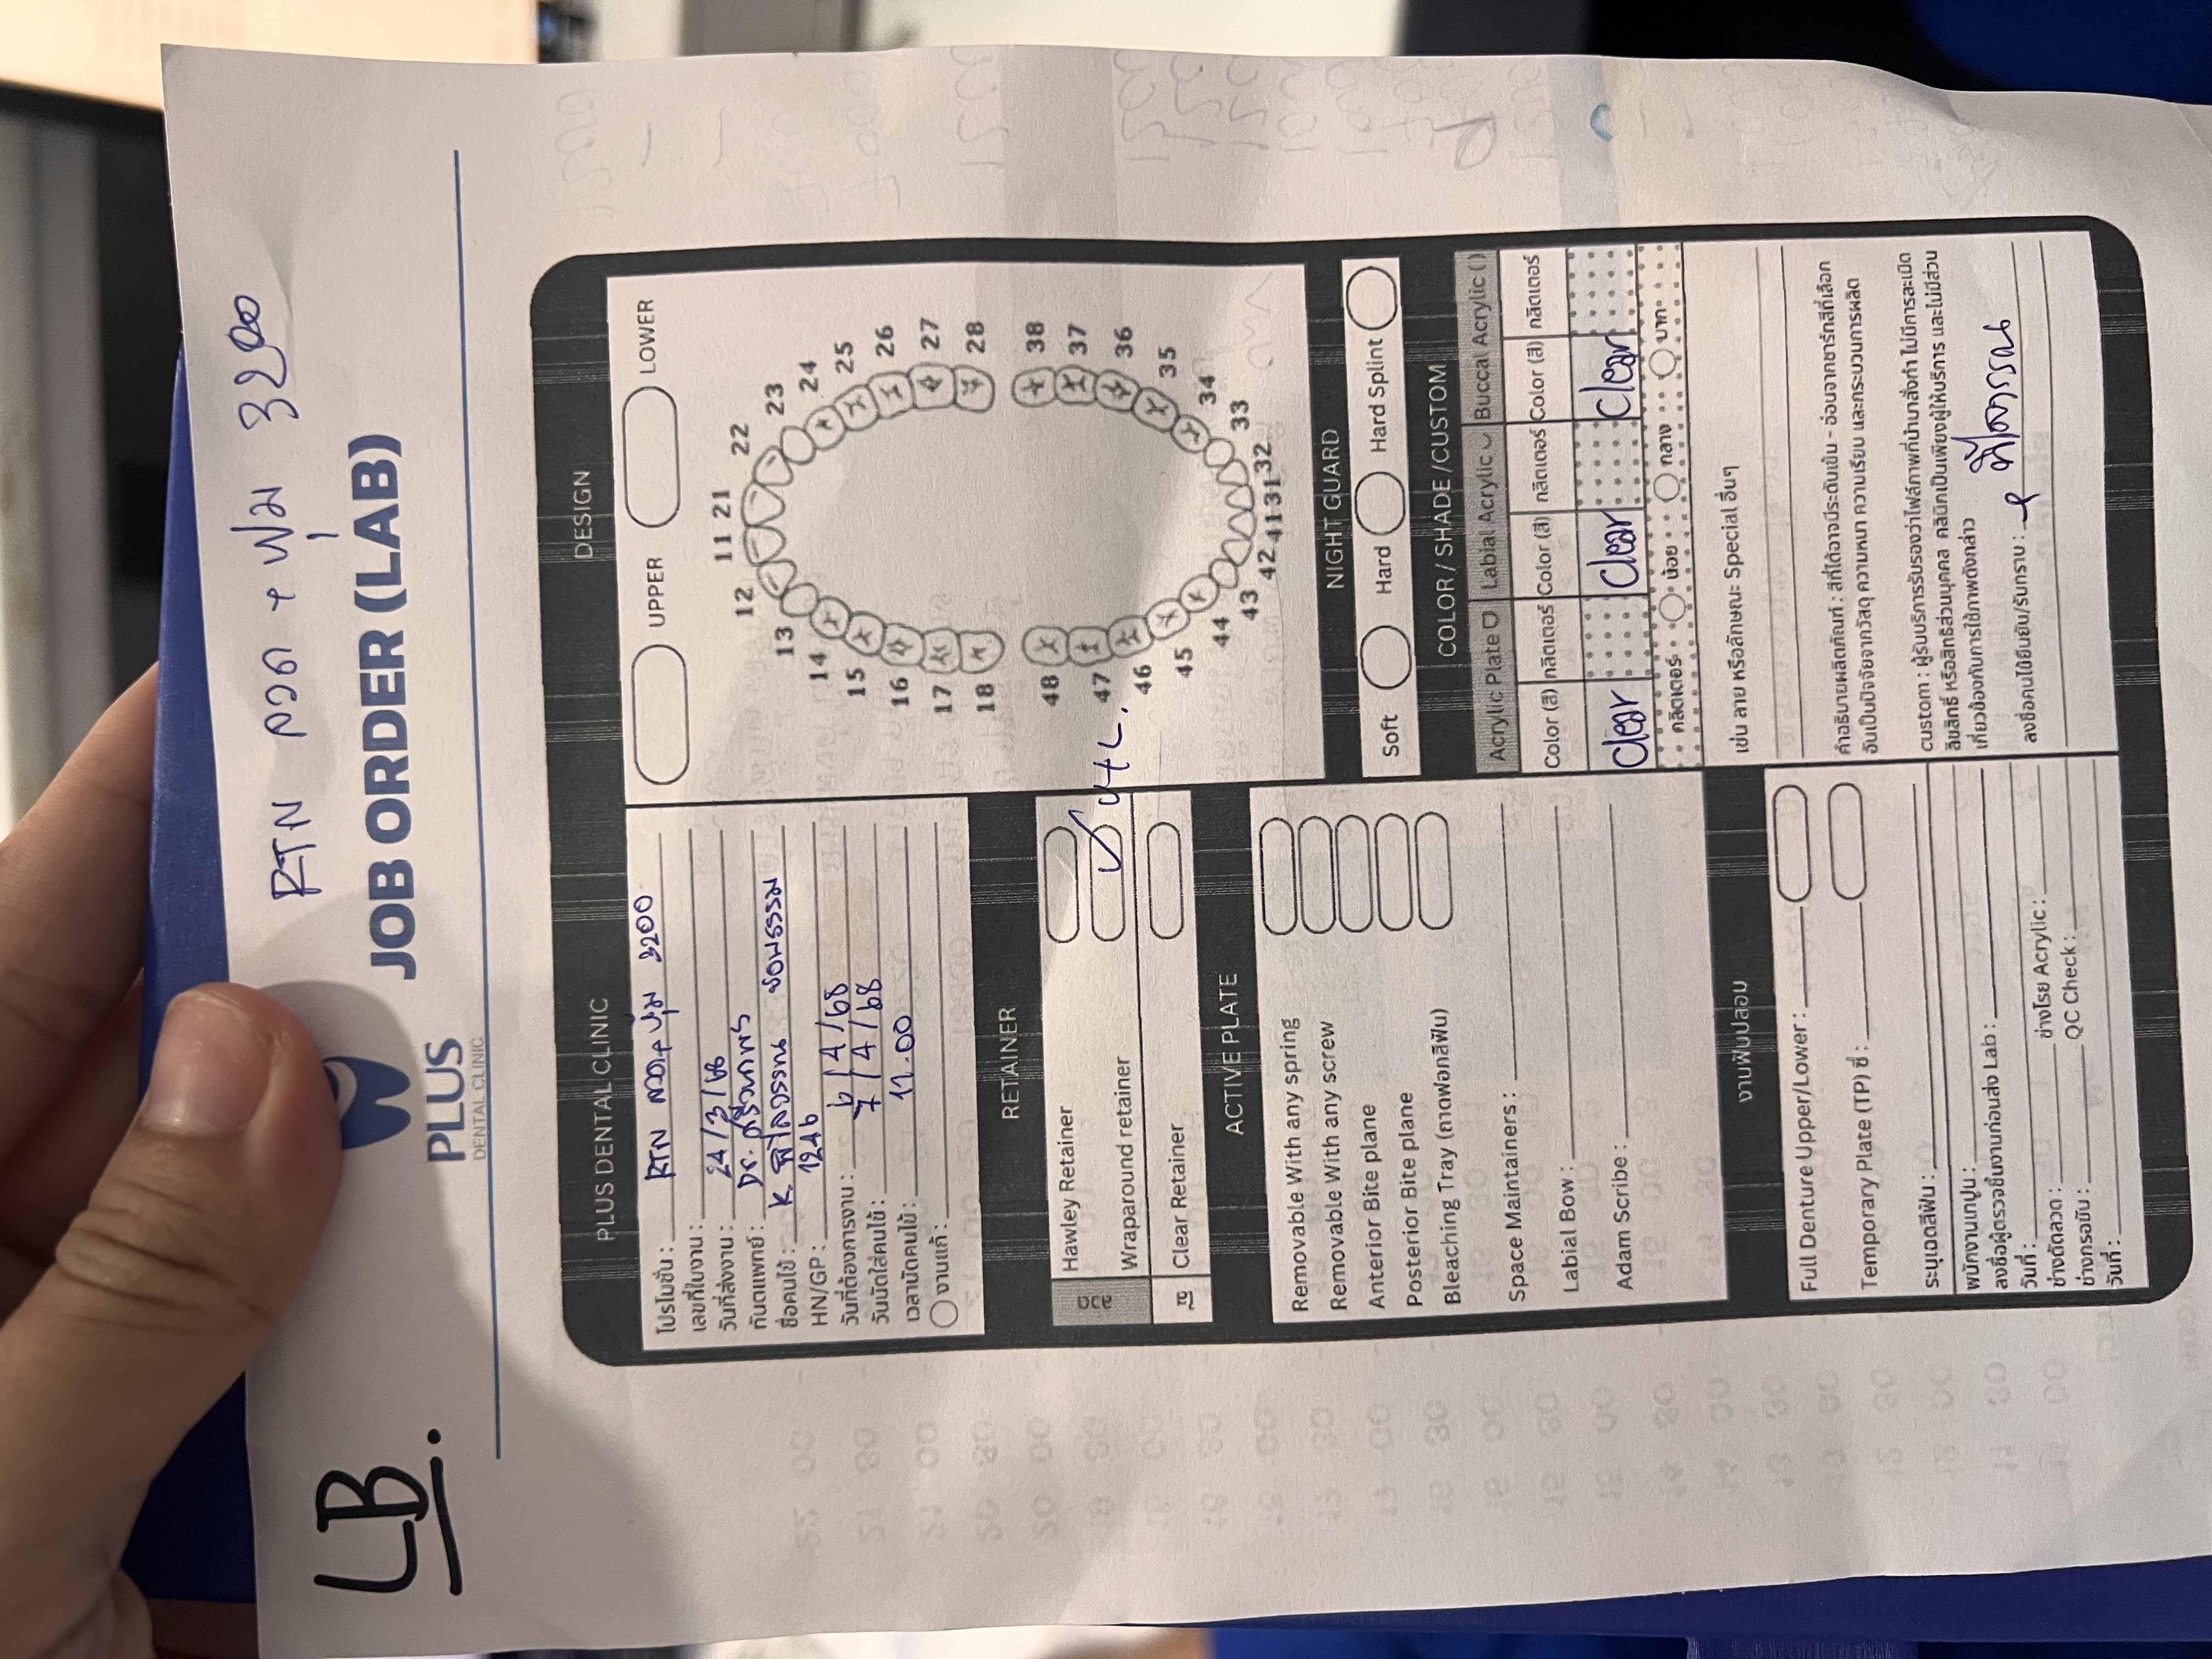 RTN ลวด + ฟุ่ม 3200
LB.
PLUS
DENTAL CLINIC
JOB ORDER (LAB)
PLUS DENTAL CLINIC
โปรโมชั่น : RTN ลวด + หุ้ม 3200
เลขที่ใบงาน :
วันที่ส่งงาน : 24/3/68
ทันตแพทย์ : Dr.
ชื่อคนไข้ : K. พิไลวรรณ ชอบธรรม
HN/GP : 1246
วันที่ต้องการงาน : 6/4/68
วันนัดใส่คนไข้ : 7/4/68
เวลานัดคนไข้ : 11.00
งานแก้ :
DESIGN
UPPER LOWER
11 21
12 22
13 23
14 24
15 25
16 26
17 27
18 28
48 38
47 37
46 36
45 35
44 34
43 33
42 41 31 32
RETAINER
ลวด
Hawley Retainer
Wraparound retainer ✓ U+L.
ใส
Clear Retainer
ACTIVE PLATE
Removable With any spring
Removable With any screw
Anterior Bite plane
Posterior Bite plane
Bleaching Tray (ถาดฟอกสีฟัน)
Space Maintainers :
Labial Bow :
Adam Scribe :
NIGHT GUARD
Soft Hard Hard Splint
COLOR / SHADE /CUSTOM
Acrylic Plate Labial Acrylic Buccal Acrylic ( )
Color (สี) กลิตเตอร์ Color (สี) กลิตเตอร์ Color (สี) กลิตเตอร์
Clear Clear Clear
กลิตเตอร์ น้อย กลาง มาก
เช่น ลาย หรือลักษณะ Special อื่นๆ
งานฟันปลอม
Full Denture Upper/Lower :
Temporary Plate (TP) ซี่ :
ระบุเฉดสีฟัน :
พนักงานเทปูน :
ลงชื่อผู้ตรวจชิ้นงานก่อนส่ง Lab :
วันที่ :
ช่างดัดลวด : ช่างโรย Acrylic :
ช่างกรอขัน : QC Check :
วันที่ :
คำอธิบายผลิตภัณฑ์ : สีที่ได้อาจมีระดับเข้ม - อ่อนจากชาร์ทสีที่เลือก
อันเป็นปัจจัยจากวัสดุ ความหนา ความเรียบ และกระบวนการผลิต
custom : ผู้รับบริการรับรองว่าไฟล์ภาพที่นำมาสั่งทำ ไม่มีการละเมิด
ลิขสิทธิ์ หรือสิทธิส่วนบุคคล คลินิกเป็นเพียงผู้ให้บริการ และไม่มีส่วน
เกี่ยวข้องกับการใช้ภาพดังกล่าว
ลงชื่อคนไข้ยืนยัน/รับทราบ : พิไลวรรณ